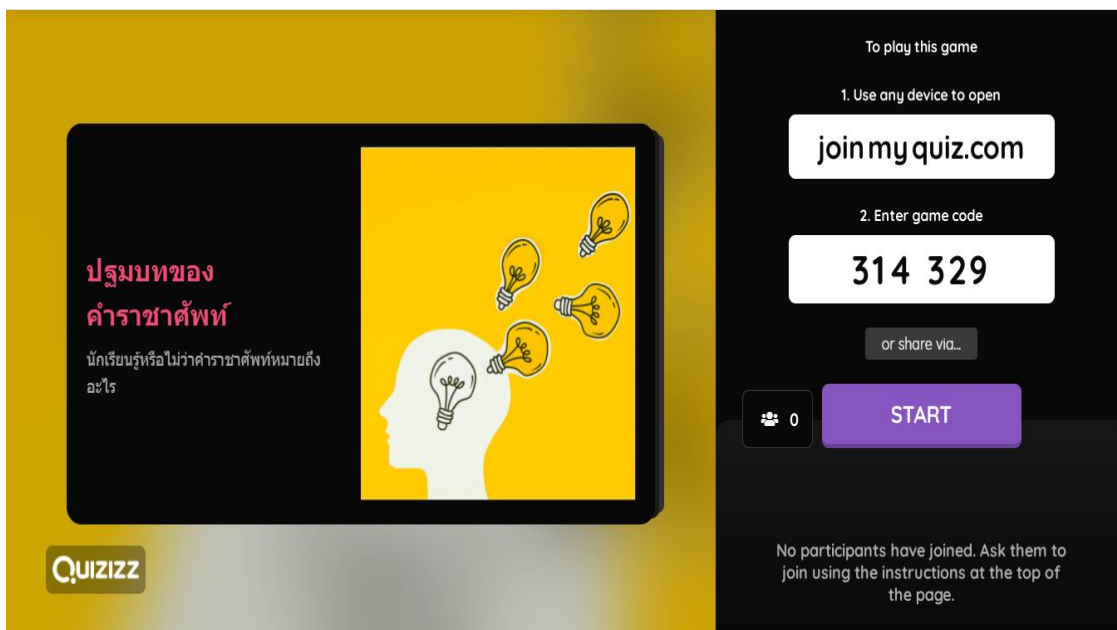 ปฐมบทของ
คำราชาศัพท์
นักเรียนรู้หรือไม่ว่าคำราชาศัพท์หมายถึง
อะไร
QUIZIZZ
To play this game
1. Use any device to open
joinmyquiz.com
2. Enter game code
314 329
or share via...
0
START
No participants have joined. Ask them to
join using the instructions at the top of
the page.